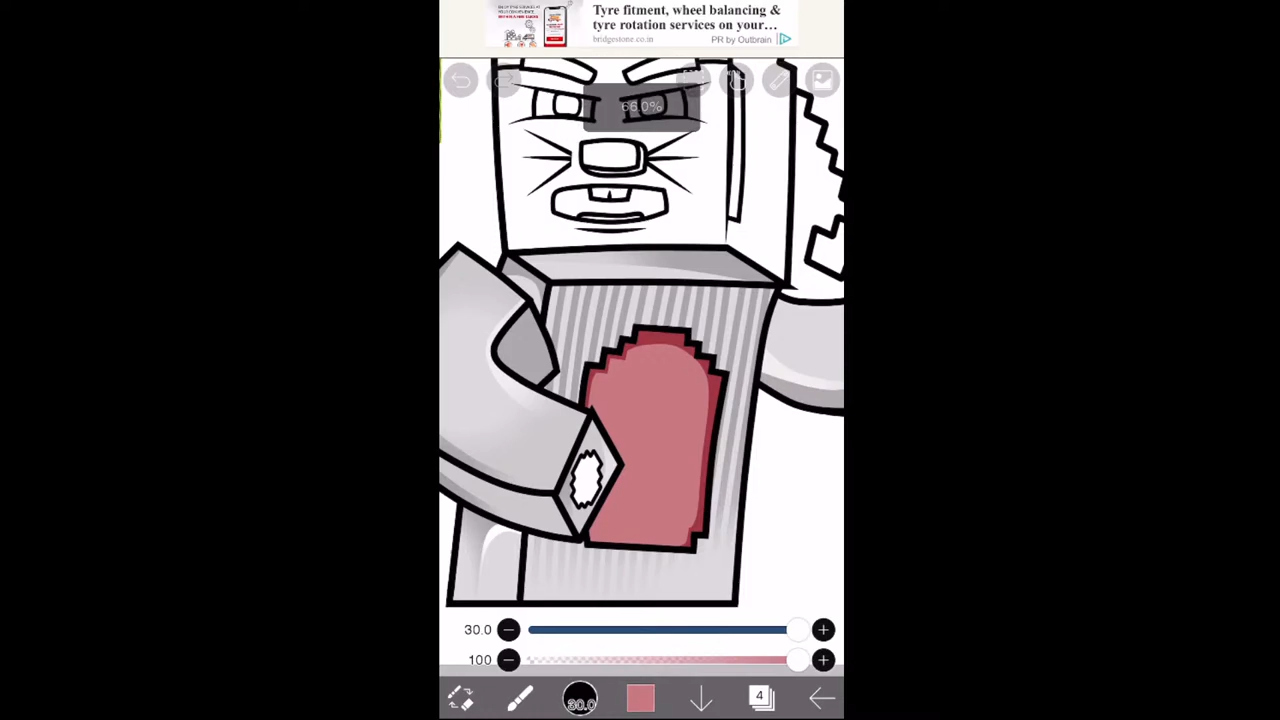 Tyre fitment, wheel balancing &
tyre rotation services on your…
bridgestone.co.in
PR by Outbrain
66.0%
30.0
100
30.0
4